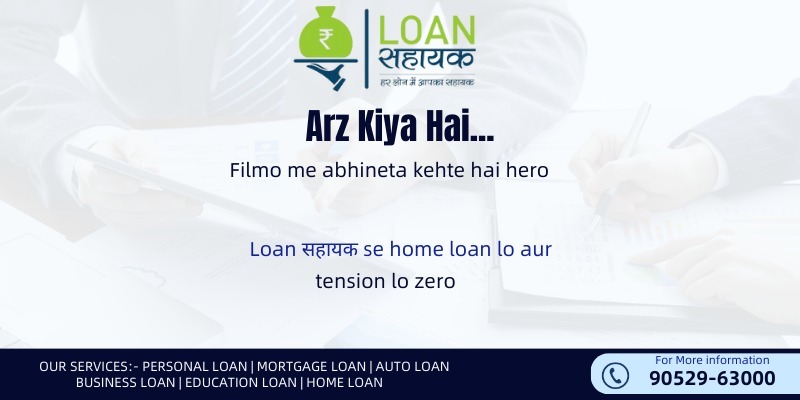 ₹
LOAN
सहायक
हर लोन में आपका सहायक
Arz Kiya Hai...
Filmo me abhineta kehte hai hero
Loan सहायक se home loan lo aur
tension lo zero
OUR SERVICES:- PERSONAL LOAN | MORTGAGE LOAN | AUTO LOAN
BUSINESS LOAN | EDUCATION LOAN | HOME LOAN
For More information
90529-63000